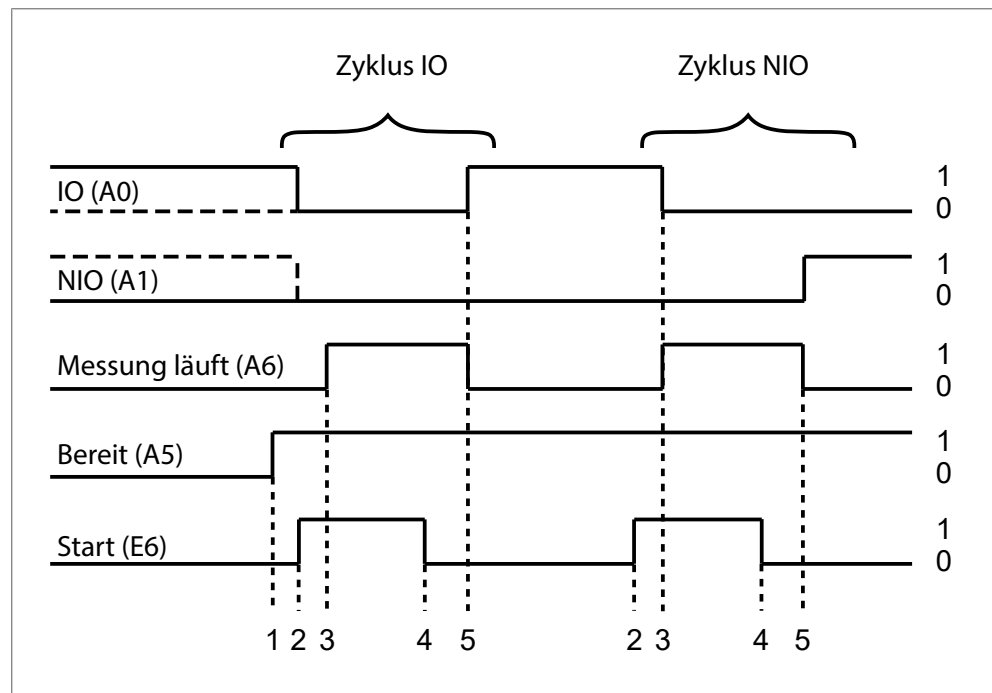 Zyklus IO Zyklus NIO
IO (A0) 1
0
NIO (A1) 1
0
Messung läuft (A6) 1
0
Bereit (A5) 1
0
Start (E6) 1
0
1 2 3 4 5 2 3 4 5